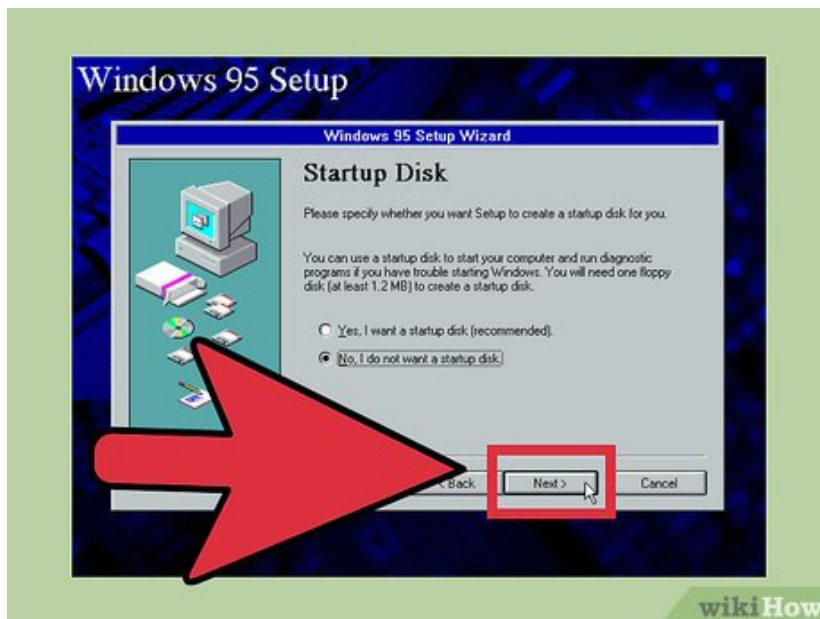 Windows 95 Setup
Windows 95 Setup Wizard
Startup Disk
Please specify whether you want Setup to create a startup disk for you.
You can use a startup disk to start your computer and run diagnostic
programs if you have trouble starting Windows. You will need one floppy
disk (at least 1.2 MB) to create a startup disk.
Yes, I want a startup disk (recommended).
No, I do not want a startup disk.
< Back Next > Cancel
wikiHow